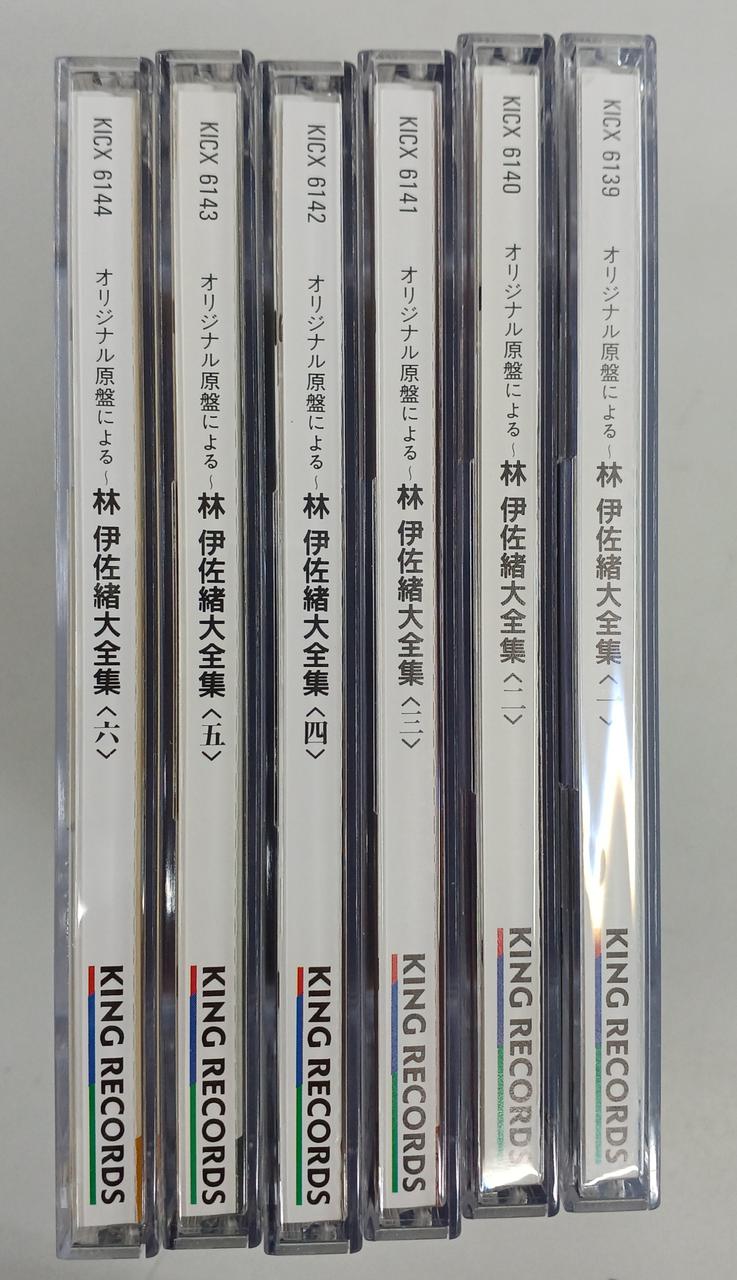 KICX 6144 オリジナル原盤による～林 伊佐緒大全集〈六〉 KING RECORDS
KICX 6143 オリジナル原盤による～林 伊佐緒大全集〈五〉 KING RECORDS
KICX 6142 オリジナル原盤による～林 伊佐緒大全集〈四〉 KING RECORDS
KICX 6141 オリジナル原盤による～林 伊佐緒大全集〈三〉 KING RECORDS
KICX 6140 オリジナル原盤による～林 伊佐緒大全集〈二〉 KING RECORDS
KICX 6139 オリジナル原盤による～林 伊佐緒大全集〈一〉 KING RECORDS